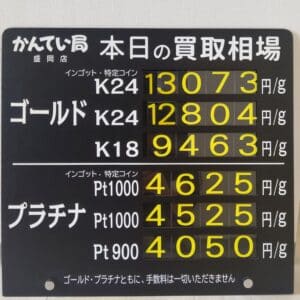 かんてい局 本日の買取相場
盛岡店
インゴット・特定コイン
K24 13073円/g
ゴールド K24 12804円/g
K18 9463円/g
インゴット・特定コイン
Pt1000 4625円/g
プラチナ Pt1000 4525円/g
Pt900 4050円/g
ゴールド・プラチナともに、手数料は一切いただきません